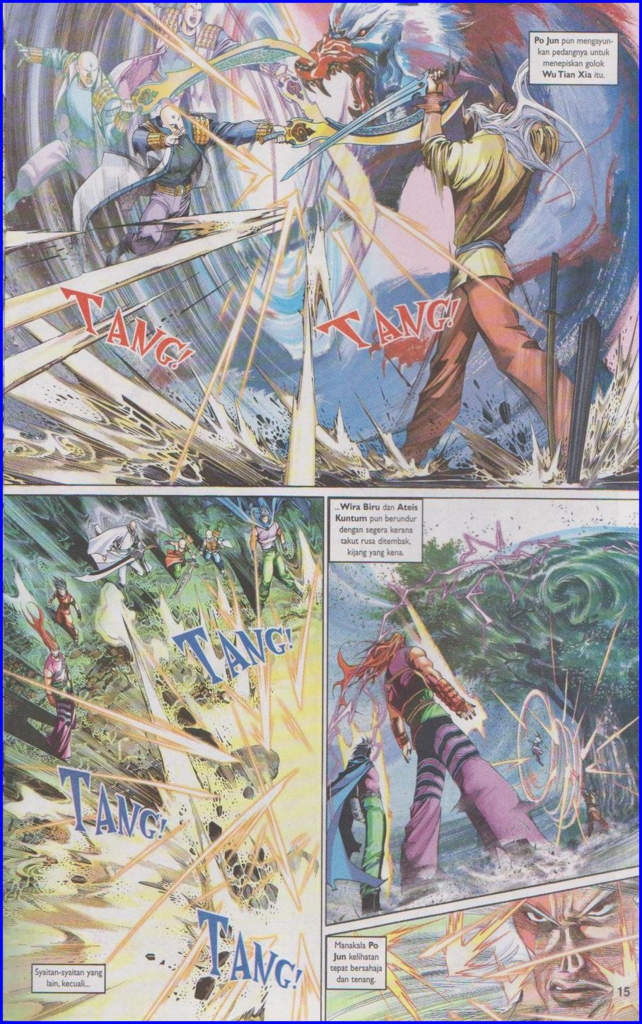 Po Jun pun mengayun-
kan pedangnya untuk
menepiskan golok
Wu Tian Xia itu.
TANG!
TANG!
TANG!
TANG!
TANG!
Syaitan-syaitan yang
lain, kecuali...
...Wira Biru dan Ateis
Kuntum pun berundur
dengan segera kerana
takut rusa ditembak,
kijang yang kena.
Manakala Po
Jun kelihatan
tepat bersahaja
dan tenang.
15